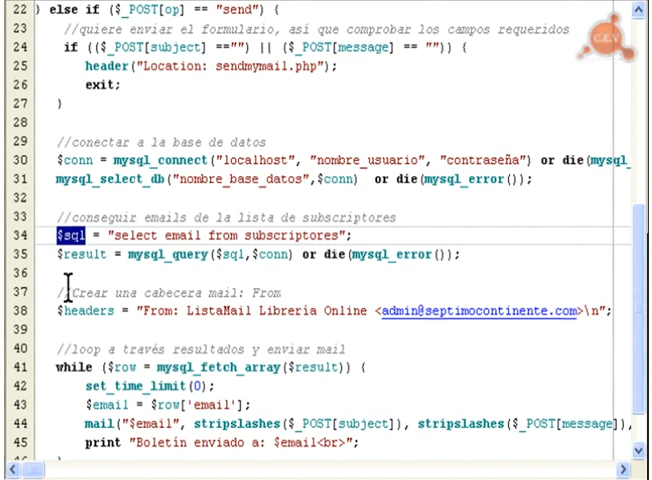 22 } else if ($_POST[op] == "send") {
23 //quiere enviar el formulario, así que comprobar los campos requeridos
24 if (($_POST[subject] =="") || ($_POST[message] == "")) {
25 header("Location: sendmymail.php");
26 exit;
27 }
28
29 //conectar a la base de datos
30 $conn = mysql_connect("localhost", "nombre_usuario", "contraseña") or die(mysql_
31 mysql_select_db("nombre_base_datos",$conn) or die(mysql_error());
32
33 //conseguir emails de la lista de subscriptores
34 $sql = "select email from subscriptores";
35 $result = mysql_query($sql,$conn) or die(mysql_error());
36
37 //Crear una cabecera mail: From
38 $headers = "From: ListaMail Librería Online <admin@septimocontinente.com>\n";
39
40 //loop a través resultados y enviar mail
41 while ($row = mysql_fetch_array($result)) {
42 set_time_limit(0);
43 $email = $row['email'];
44 mail("$email", stripslashes($_POST[subject]), stripslashes($_POST[message]),
45 print "Boletín enviado a: $email<br>";